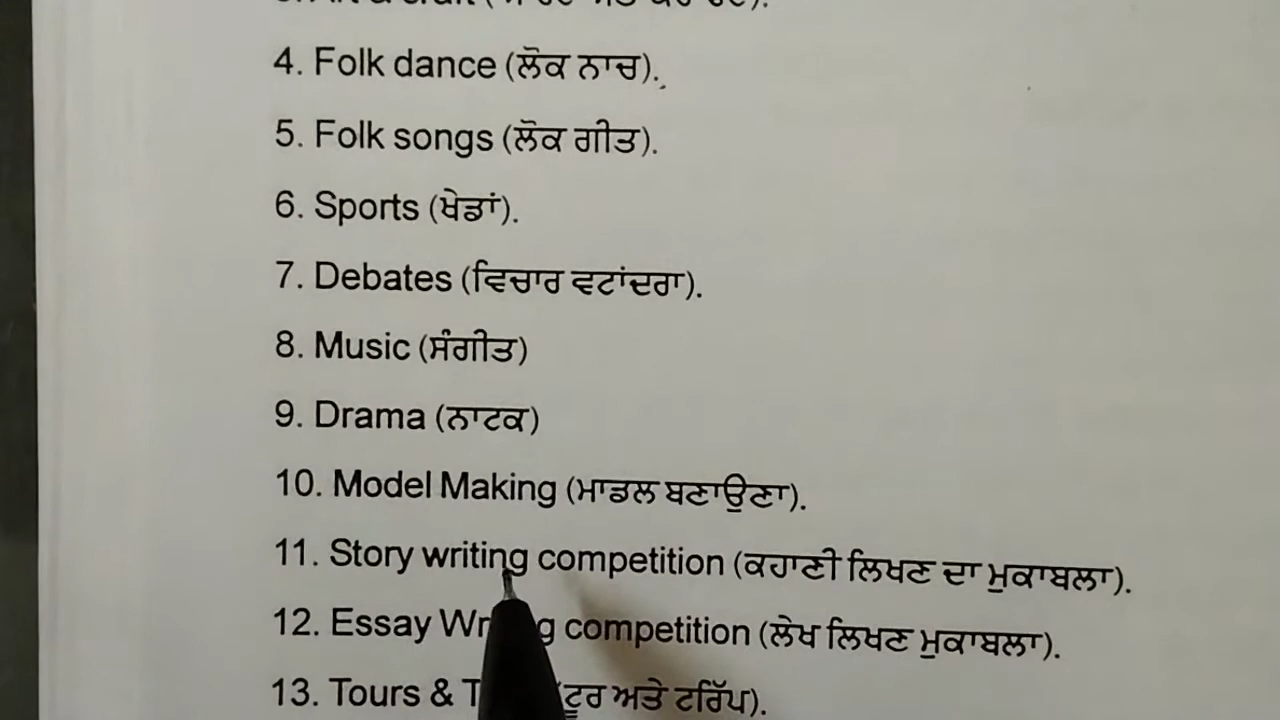 4. Folk dance (ਲੋਕ ਨਾਚ).
5. Folk songs (ਲੋਕ ਗੀਤ).
6. Sports (ਖੇਡਾਂ).
7. Debates (ਵਿਚਾਰ ਵਟਾਂਦਰਾ).
8. Music (ਸੰਗੀਤ)
9. Drama (ਨਾਟਕ)
10. Model Making (ਮਾਡਲ ਬਣਾਉਣਾ).
11. Story writing competition (ਕਹਾਣੀ ਲਿਖਣ ਦਾ ਮੁਕਾਬਲਾ).
12. Essay competition (ਲੇਖ ਲਿਖਣ ਮੁਕਾਬਲਾ).
13. Tours & (ਟੂਰ ਅਤੇ ਟਰਿੱਪ).